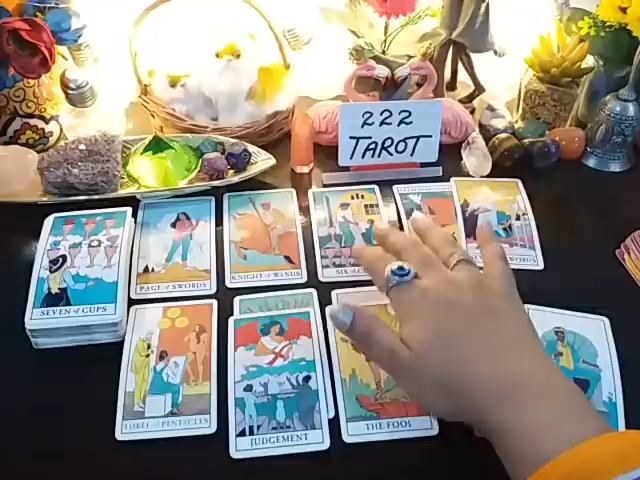 222
TAROT
SEVEN of CUPS
PAGE of SWORDS
KNIGHT of WANDS
SIX of
SWORDS
THREE of PENTACLES
JUDGEMENT
THE FOOL